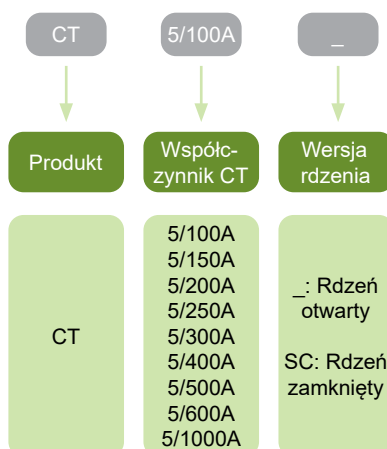 CT 5/100A _
Produkt
Współc-
zynnik CT
Wersja
rdzenia
CT
5/100A
5/150A
5/200A
5/250A
5/300A
5/400A
5/500A
5/600A
5/1000A
_: Rdzeń
otwarty
SC: Rdzeń
zamknięty